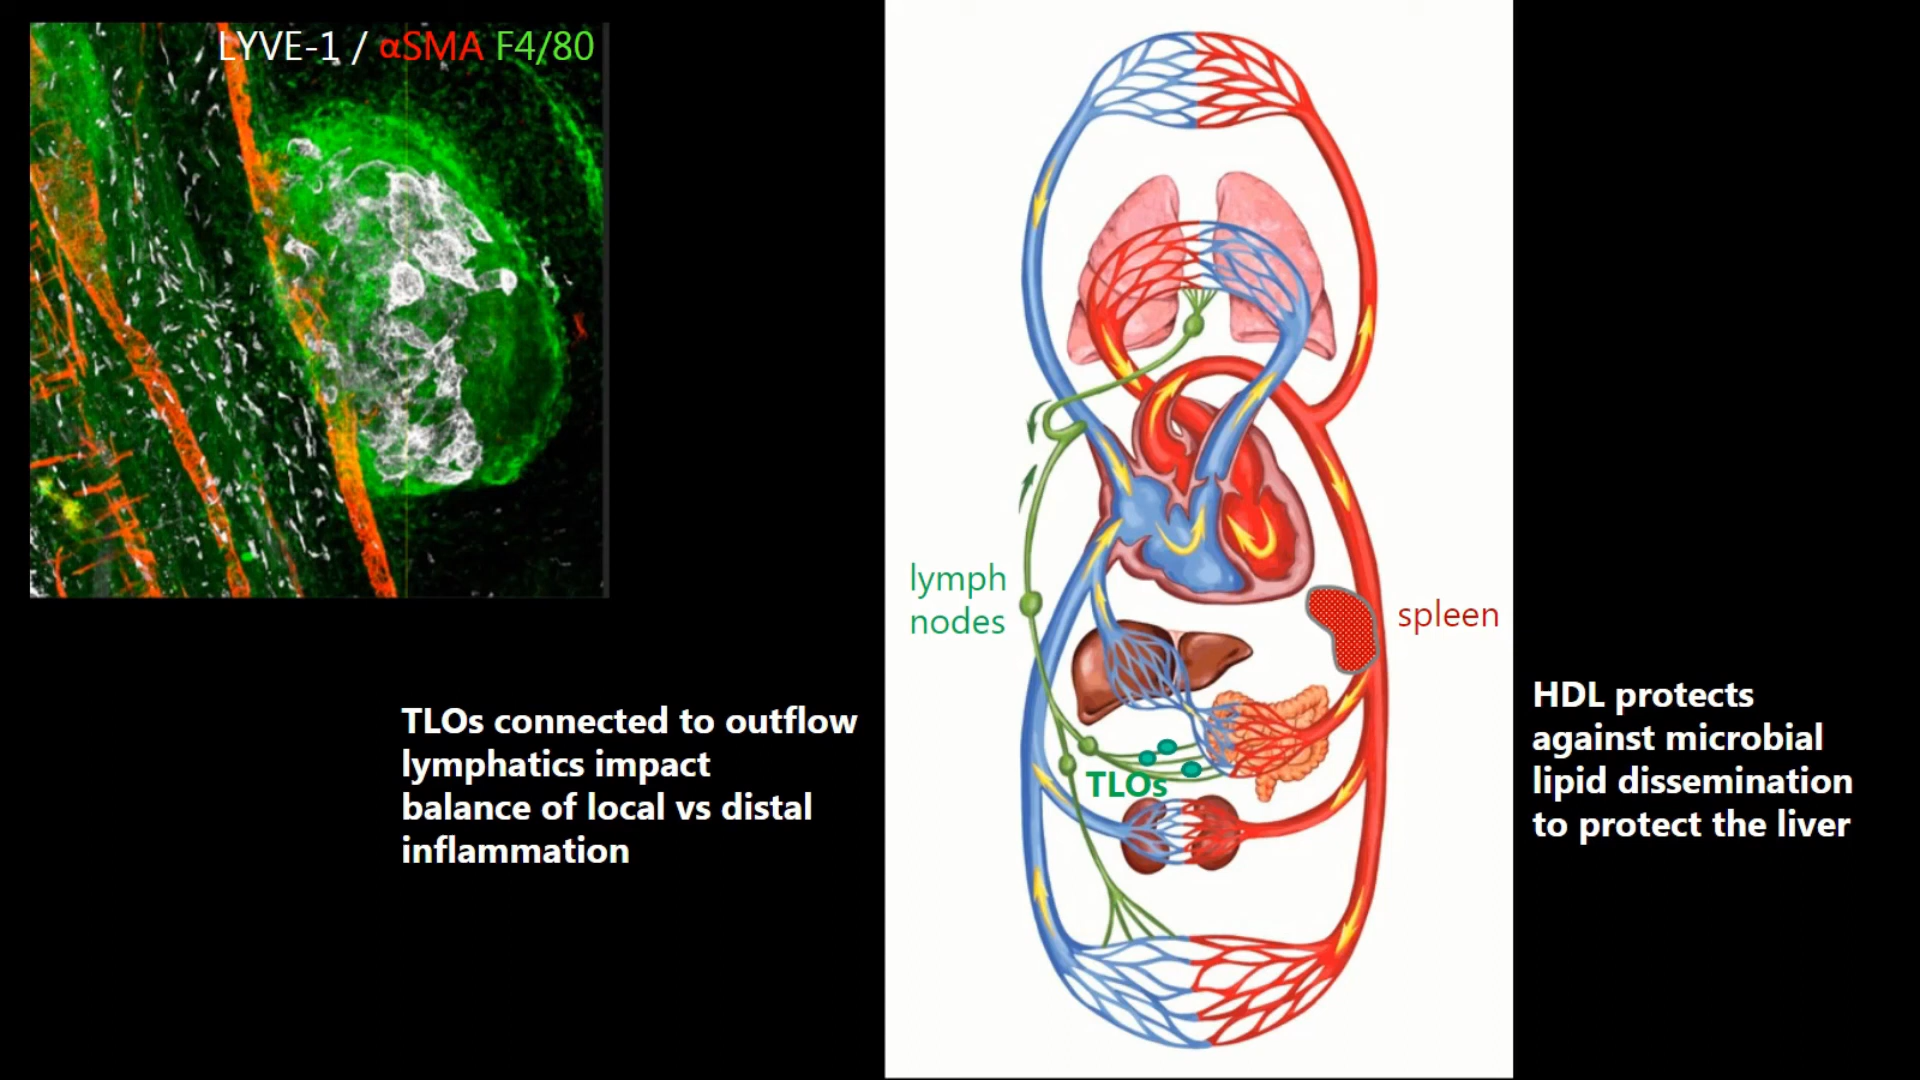 LYVE-1 / αSMA F4/80
lymph
nodes
spleen
TLOs
TLOs connected to outflow
lymphatics impact
balance of local vs distal
inflammation
HDL protects
against microbial
lipid dissemination
to protect the liver